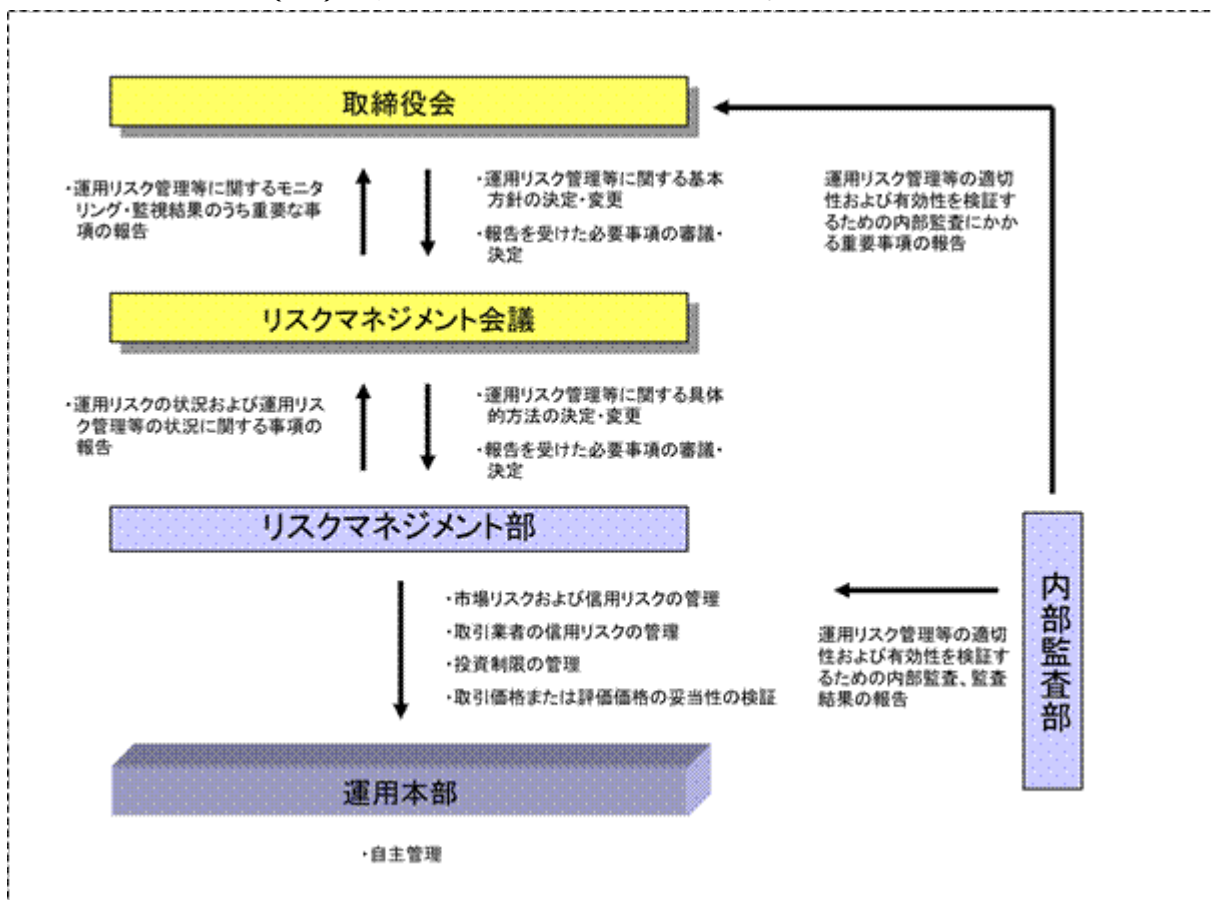 取締役会
・運用リスク管理等に関するモニ
タリング・監視結果のうち重要な事
項の報告
・運用リスク管理等に関する基本
方針の決定・変更
・報告を受けた必要事項の審議・
決定
運用リスク管理等の適切
性および有効性を検証す
るための内部監査にかか
る重要事項の報告
リスクマネジメント会議
・運用リスクの状況および運用リス
ク管理等の状況に関する事項の
報告
・運用リスク管理等に関する具体
的方法の決定・変更
・報告を受けた必要事項の審議・
決定
リスクマネジメント部
・市場リスクおよび信用リスクの管理
・取引業者の信用リスクの管理
・投資制限の管理
・取引価格または評価価格の妥当性の検証
運用リスク管理等の適切
性および有効性を検証す
るための内部監査、監査
結果の報告
内部監査部
運用本部
・自主管理